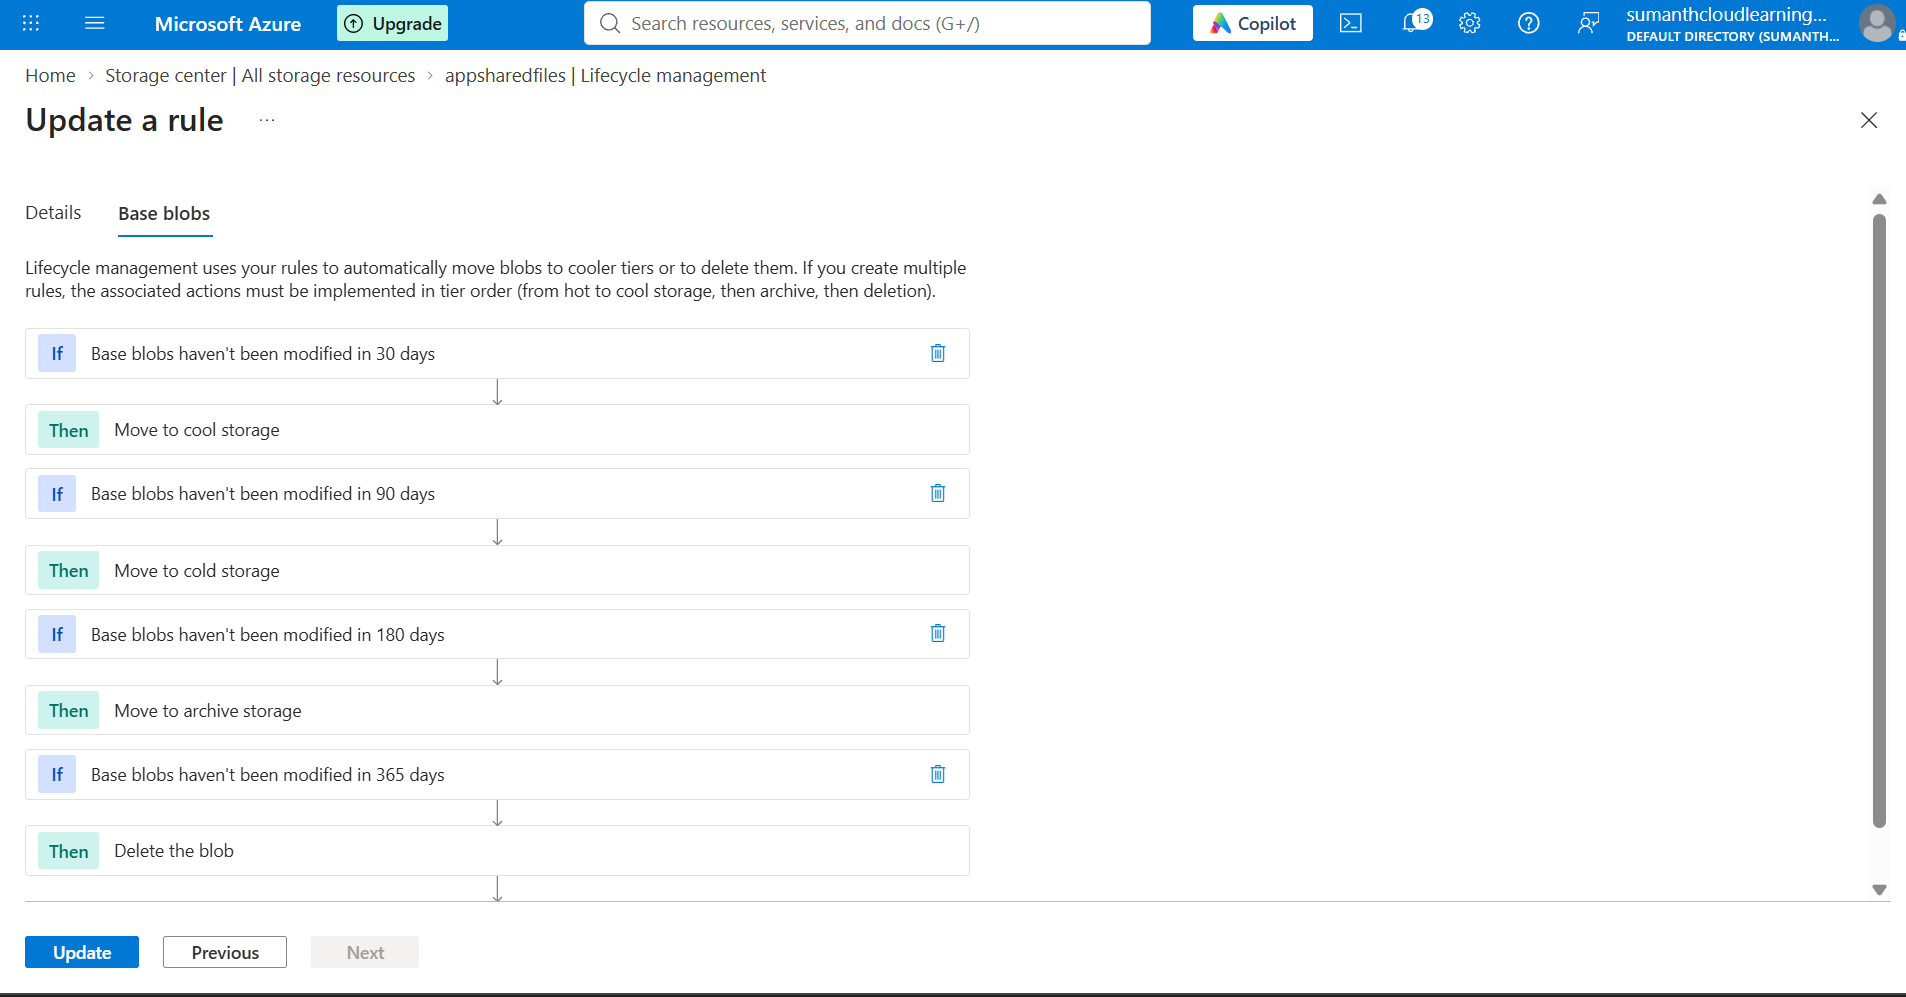 Microsoft Azure
Upgrade
Search resources, services, and docs (G+/)
Copilot
13
sumanthcloudlearning...
DEFAULT DIRECTORY (SUMANTH...
Home > Storage center | All storage resources > appsharedfiles | Lifecycle management
Update a rule ...
Details
Base blobs
Lifecycle management uses your rules to automatically move blobs to cooler tiers or to delete them. If you create multiple
rules, the associated actions must be implemented in tier order (from hot to cool storage, then archive, then deletion).
If Base blobs haven't been modified in 30 days
Then Move to cool storage
If Base blobs haven't been modified in 90 days
Then Move to cold storage
If Base blobs haven't been modified in 180 days
Then Move to archive storage
If Base blobs haven't been modified in 365 days
Then Delete the blob
Update
Previous
Next